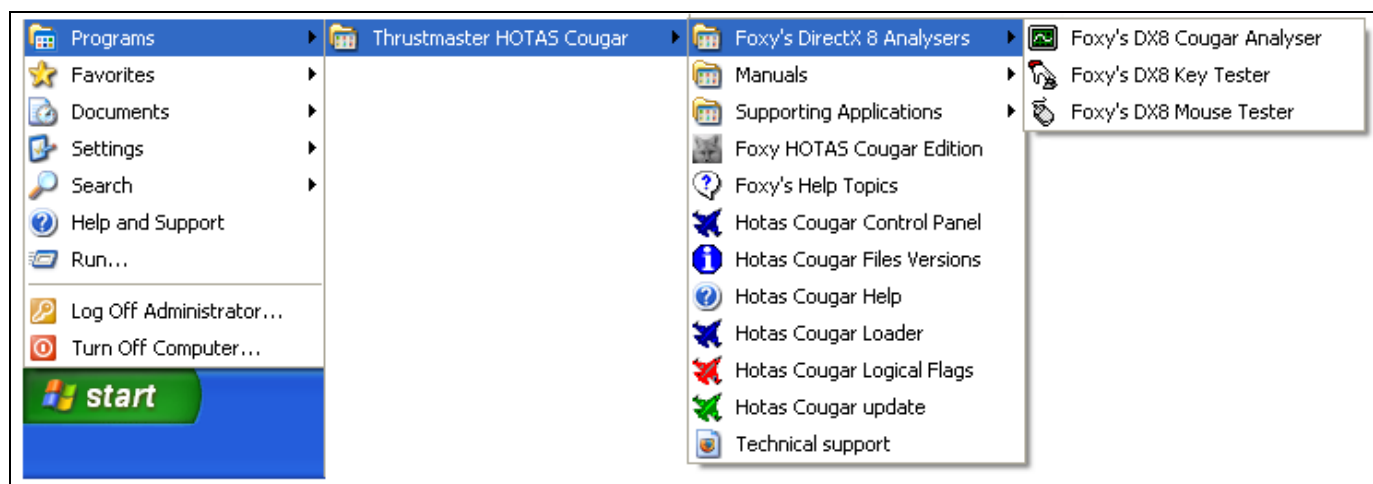 Programs
Favorites
Documents
Settings
Search
Help and Support
Run...
Log Off Administrator...
Turn Off Computer...
start
Thrustmaster HOTAS Cougar
Foxy's DirectX 8 Analysers
Manuals
Supporting Applications
Foxy HOTAS Cougar Edition
Foxy's Help Topics
Hotas Cougar Control Panel
Hotas Cougar Files Versions
Hotas Cougar Help
Hotas Cougar Loader
Hotas Cougar Logical Flags
Hotas Cougar update
Technical support
Foxy's DX8 Cougar Analyser
Foxy's DX8 Key Tester
Foxy's DX8 Mouse Tester